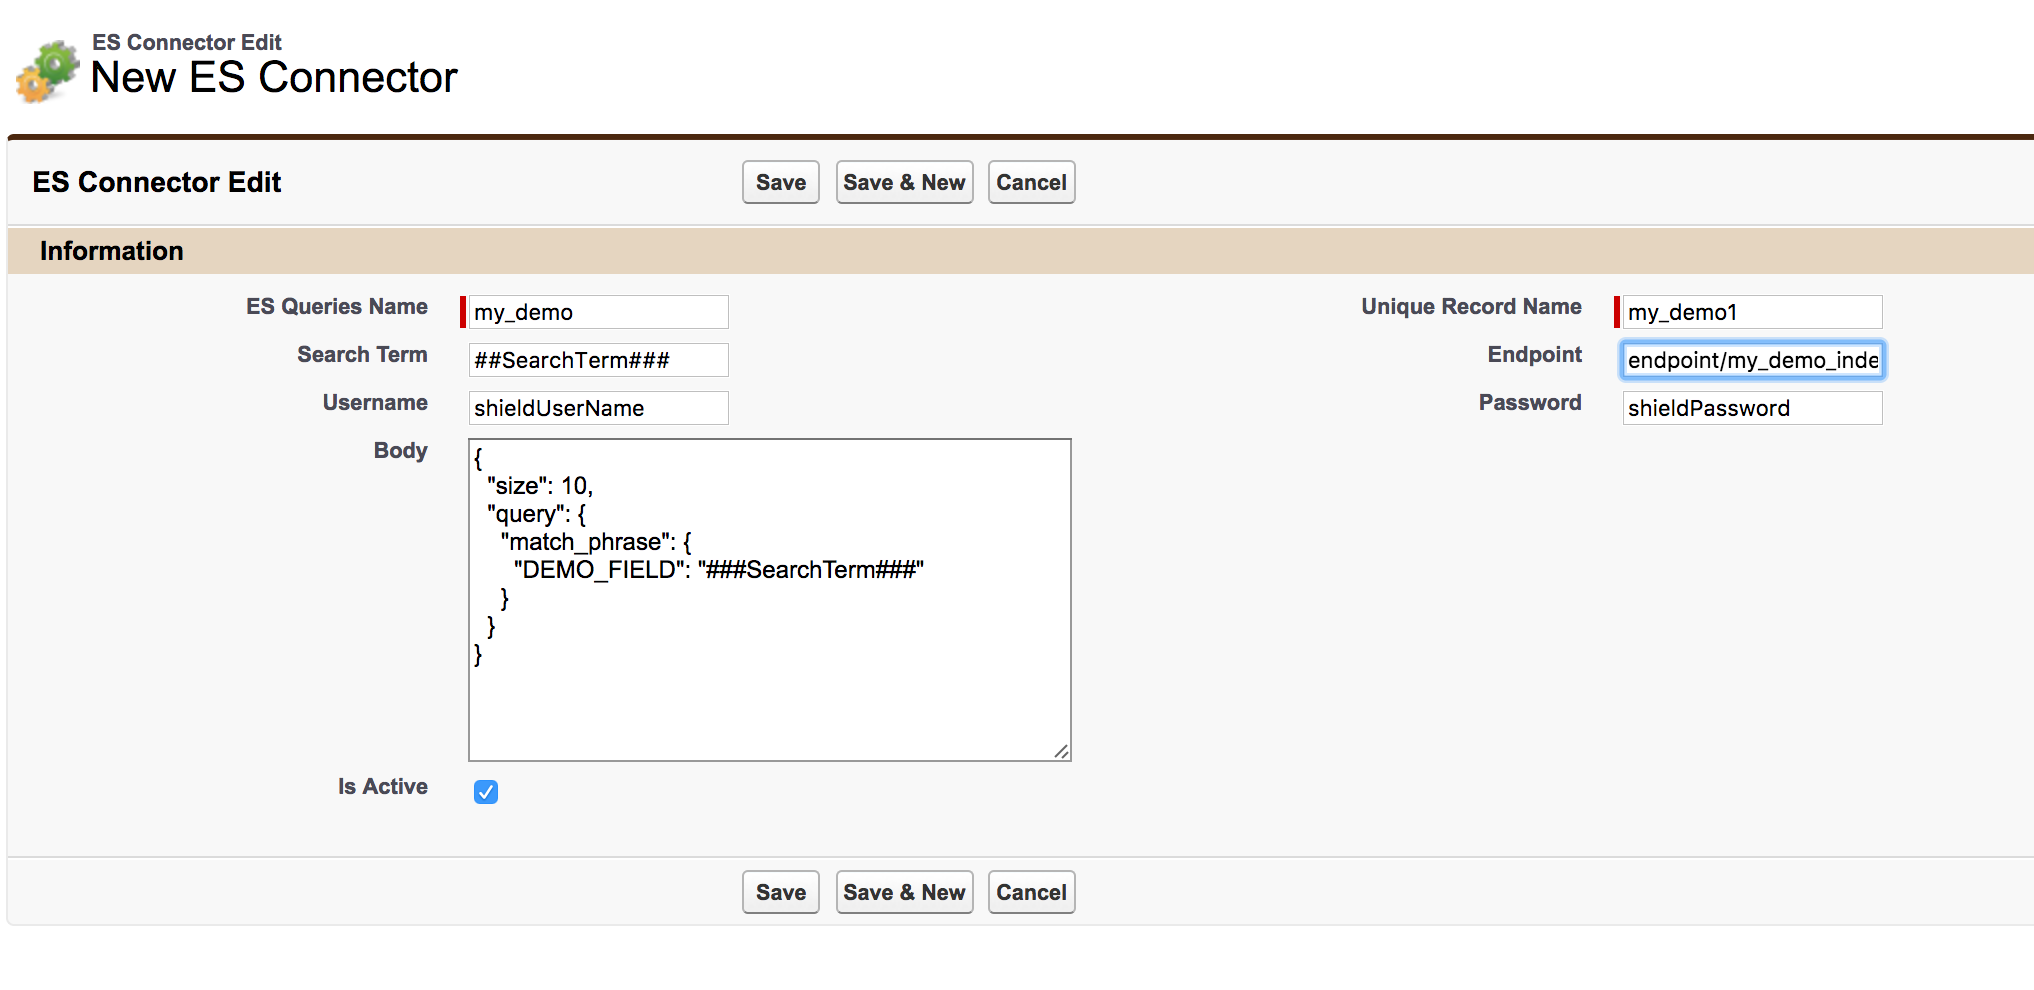 ES Connector Edit
New ES Connector
ES Connector Edit
Save
Save & New
Cancel
Information
ES Queries Name
my_demo
Unique Record Name
my_demo1
Search Term
##SearchTerm###
Endpoint
endpoint/my_demo_inde
Username
shieldUserName
Password
shieldPassword
Body
{
"size": 10,
"query": {
"match_phrase": {
"DEMO_FIELD": "###SearchTerm###"
}
}
}
Is Active
Save
Save & New
Cancel